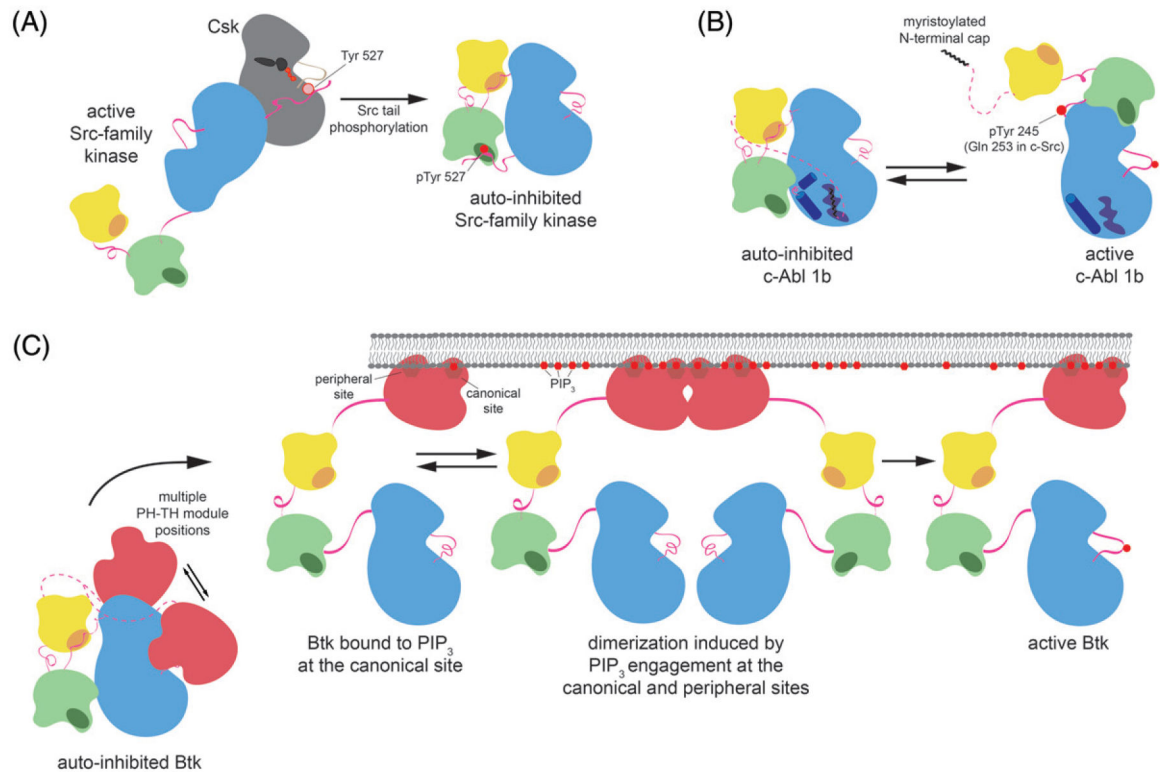 (A)
Csk
Tyr 527
active
Src-family
kinase
Src tail
phosphorylation
pTyr 527
auto-inhibited
Src-family kinase
(B)
myristoylated
N-terminal cap
pTyr 245
(Gln 253 in c-Src)
auto-inhibited
c-Abl 1b
active
c-Abl 1b
(C)
peripheral
site
canonical
site
PIP3
multiple
PH-TH module
positions
auto-inhibited Btk
Btk bound to PIP3
at the canonical site
dimerization induced by
PIP3 engagement at the
canonical and peripheral sites
active Btk